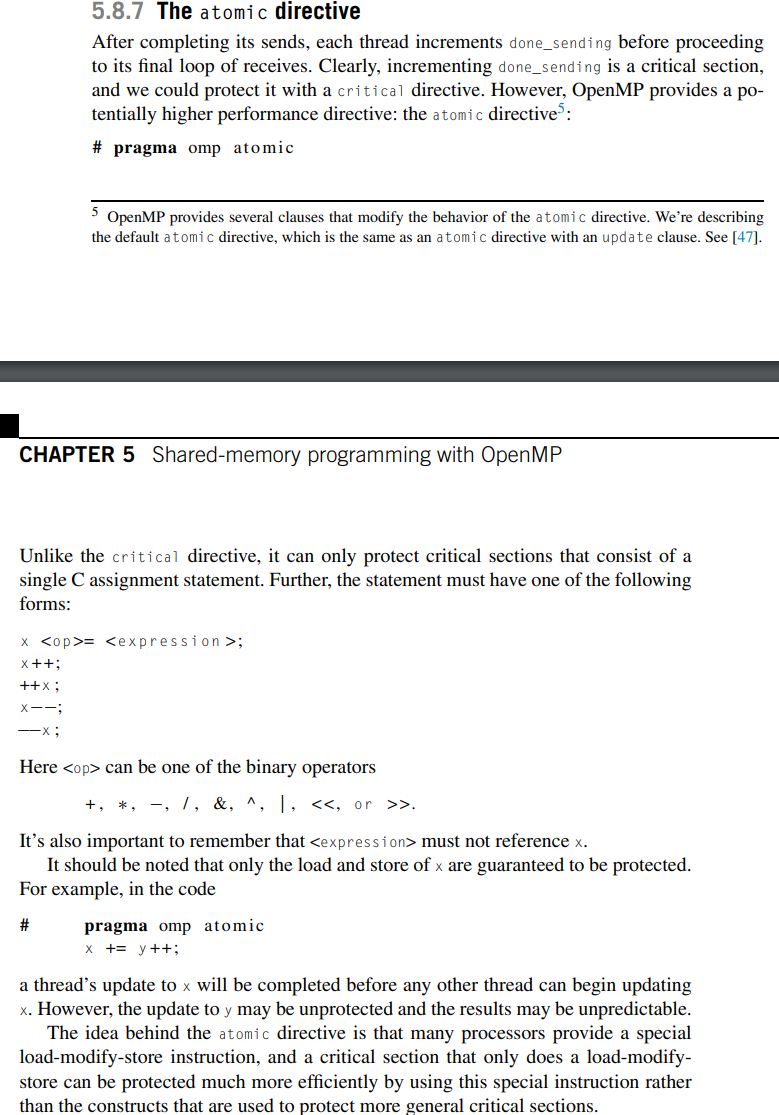 5.8.7 The atomic directive
After completing its sends, each thread increments done_sending before proceeding
to its final loop of receives. Clearly, incrementing done_sending is a critical section,
and we could protect it with a critical directive. However, OpenMP provides a po-
tentially higher performance directive: the atomic directive5:
# pragma omp atomic
5 OpenMP provides several clauses that modify the behavior of the atomic directive. We’re describing
the default atomic directive, which is the same as an atomic directive with an update clause. See [47].
CHAPTER 5 Shared-memory programming with OpenMP
Unlike the critical directive, it can only protect critical sections that consist of a
single C assignment statement. Further, the statement must have one of the following
forms:
x <op>= <expression>;
x++;
++x;
x−−;
−−x;
Here <op> can be one of the binary operators
+, *, −, /, &, ^, |, <<, or >>.
It’s also important to remember that <expression> must not reference x.
It should be noted that only the load and store of x are guaranteed to be protected.
For example, in the code
# pragma omp atomic
x += y++;
a thread’s update to x will be completed before any other thread can begin updating
x. However, the update to y may be unprotected and the results may be unpredictable.
The idea behind the atomic directive is that many processors provide a special
load-modify-store instruction, and a critical section that only does a load-modify-
store can be protected much more efficiently by using this special instruction rather
than the constructs that are used to protect more general critical sections.